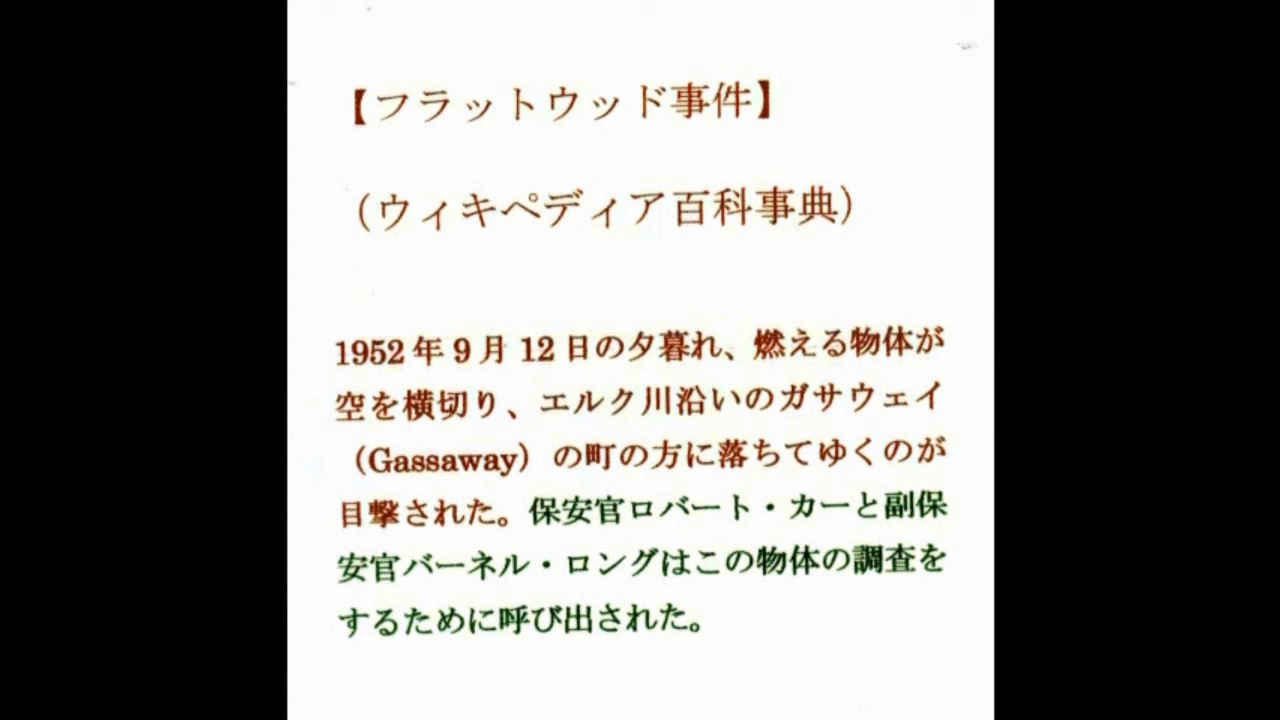 【フラットウッド事件】
（ウィキペディア百科事典）
1952年9月12日の夕暮れ、燃える物体が
空を横切り、エルク川沿いのガサウェイ
（Gassaway）の町の方に落ちてゆくのが
目撃された。保安官ロバート・カーと副保
安官バーネル・ロングはこの物体の調査を
するために呼び出された。